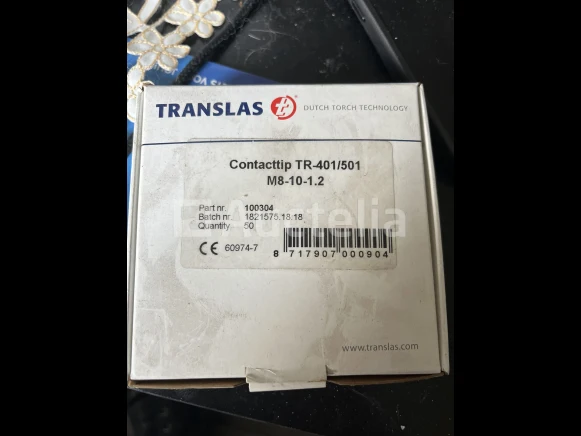 TRANSLAS t® DUTCH TORCH TECHNOLOGY
Contacttip TR-401/501
M8-10-1.2
Part nr. 100304
Batch nr. 1821575.18.18
Quantity 50
CE 60974-7
8 717907 000904
www.translas.com
Auctelia